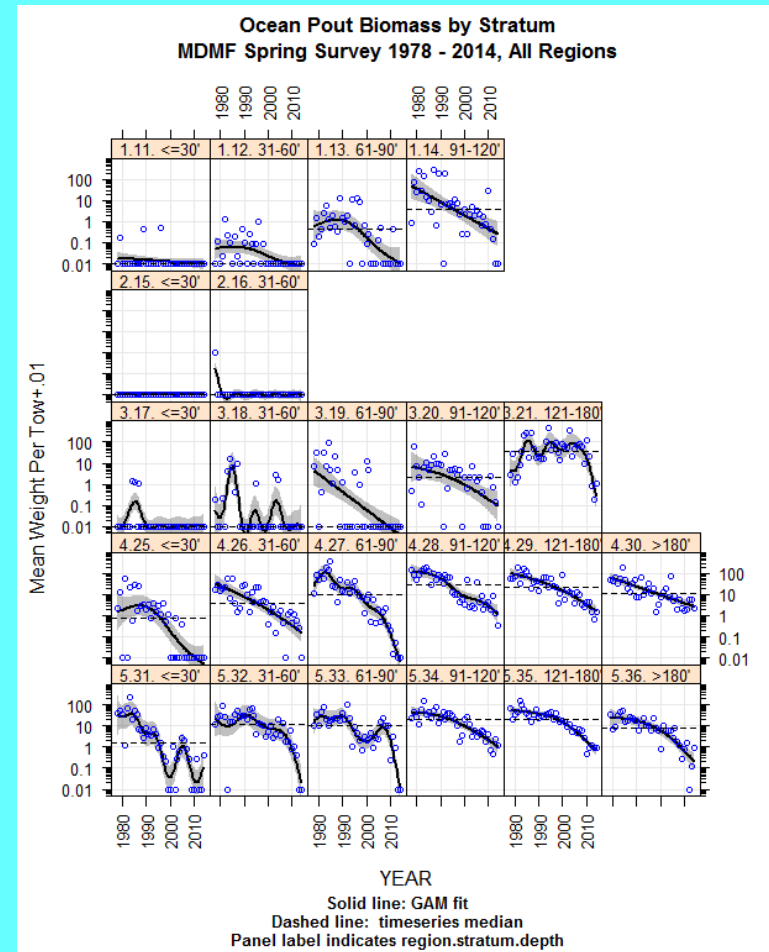 Ocean Pout Biomass by Stratum
MDMF Spring Survey 1978 - 2014, All Regions
1980 1990 2000 2010 1980 1990 2000 2010
1.11. <=30' 1.12. 31-60' 1.13. 61-90' 1.14. 91-120'
100
10
1
0.1
0.01
2.15. <=30' 2.16. 31-60'
3.17. <=30' 3.18. 31-60' 3.19. 61-90' 3.20. 91-120' 3.21. 121-180'
100
10
1
0.1
0.01
4.25. <=30' 4.26. 31-60' 4.27. 61-90' 4.28. 91-120' 4.29. 121-180' 4.30. >180'
100
10
1
0.1
0.01
5.31. <=30' 5.32. 31-60' 5.33. 61-90' 5.34. 91-120' 5.35. 121-180' 5.36. >180'
100
10
1
0.1
0.01
Mean Weight Per Tow+.01
1980 1990 2000 2010 1980 1990 2000 2010 1980 1990 2000 2010
YEAR
Solid line: GAM fit
Dashed line: timeseries median
Panel label indicates region.stratum.depth